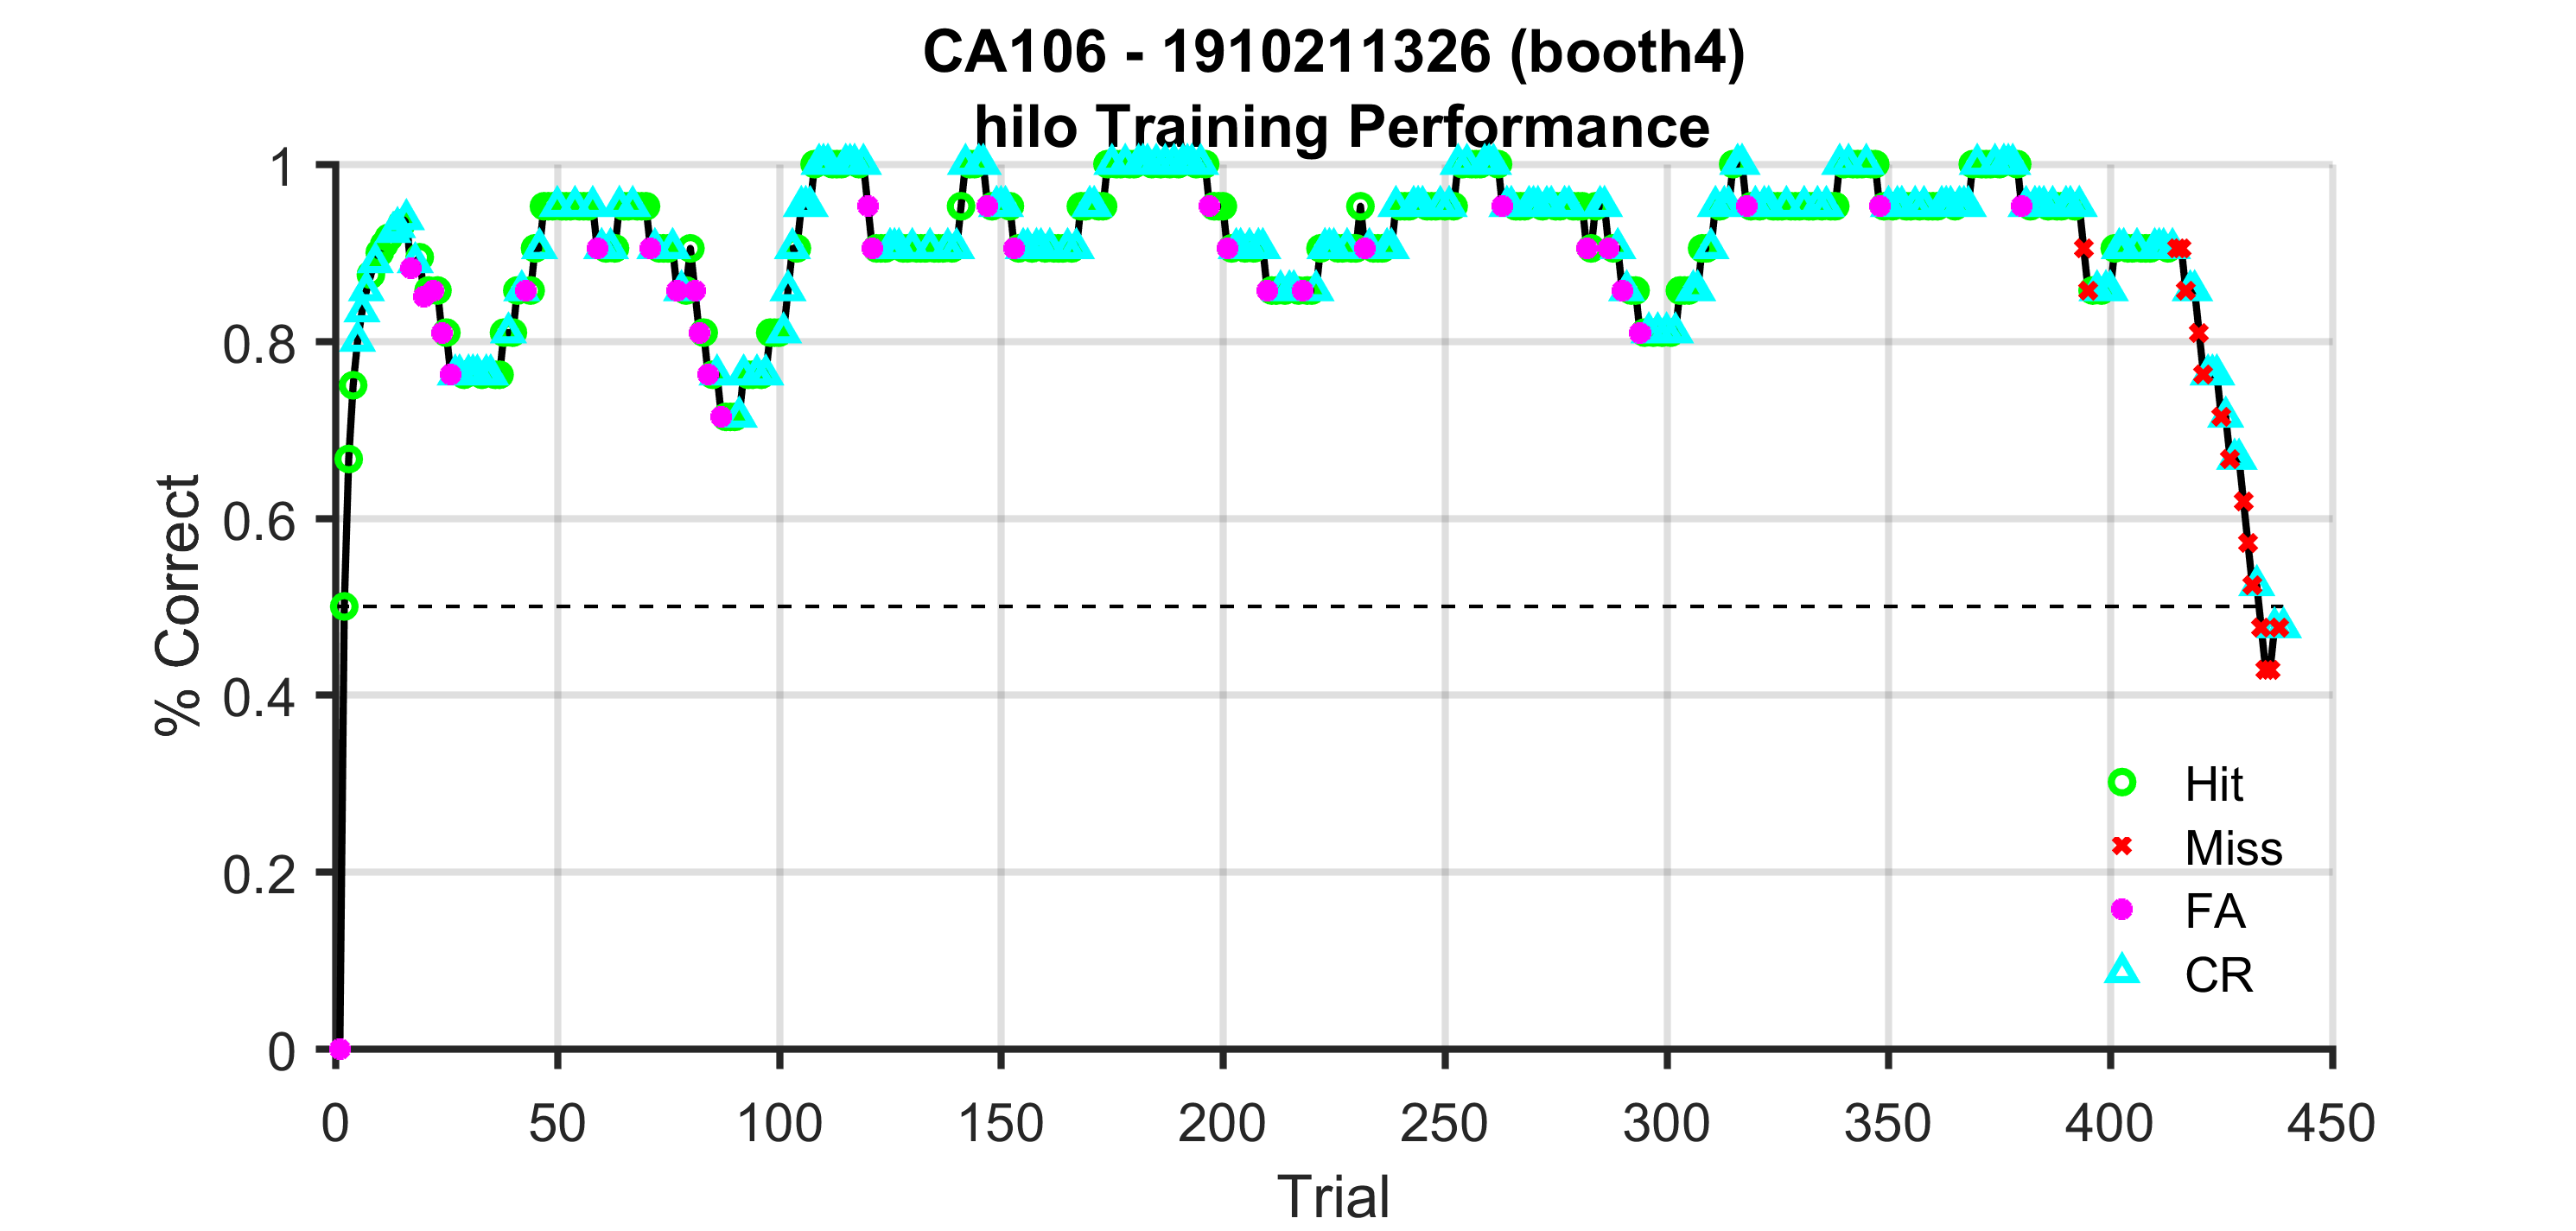 CA106 - 1910211326 (booth4)
hilo Training Performance
% Correct
1
0.8
0.6
0.4
0.2
0
0 50 100 150 200 250 300 350 400 450
Trial
Hit
Miss
FA
CR